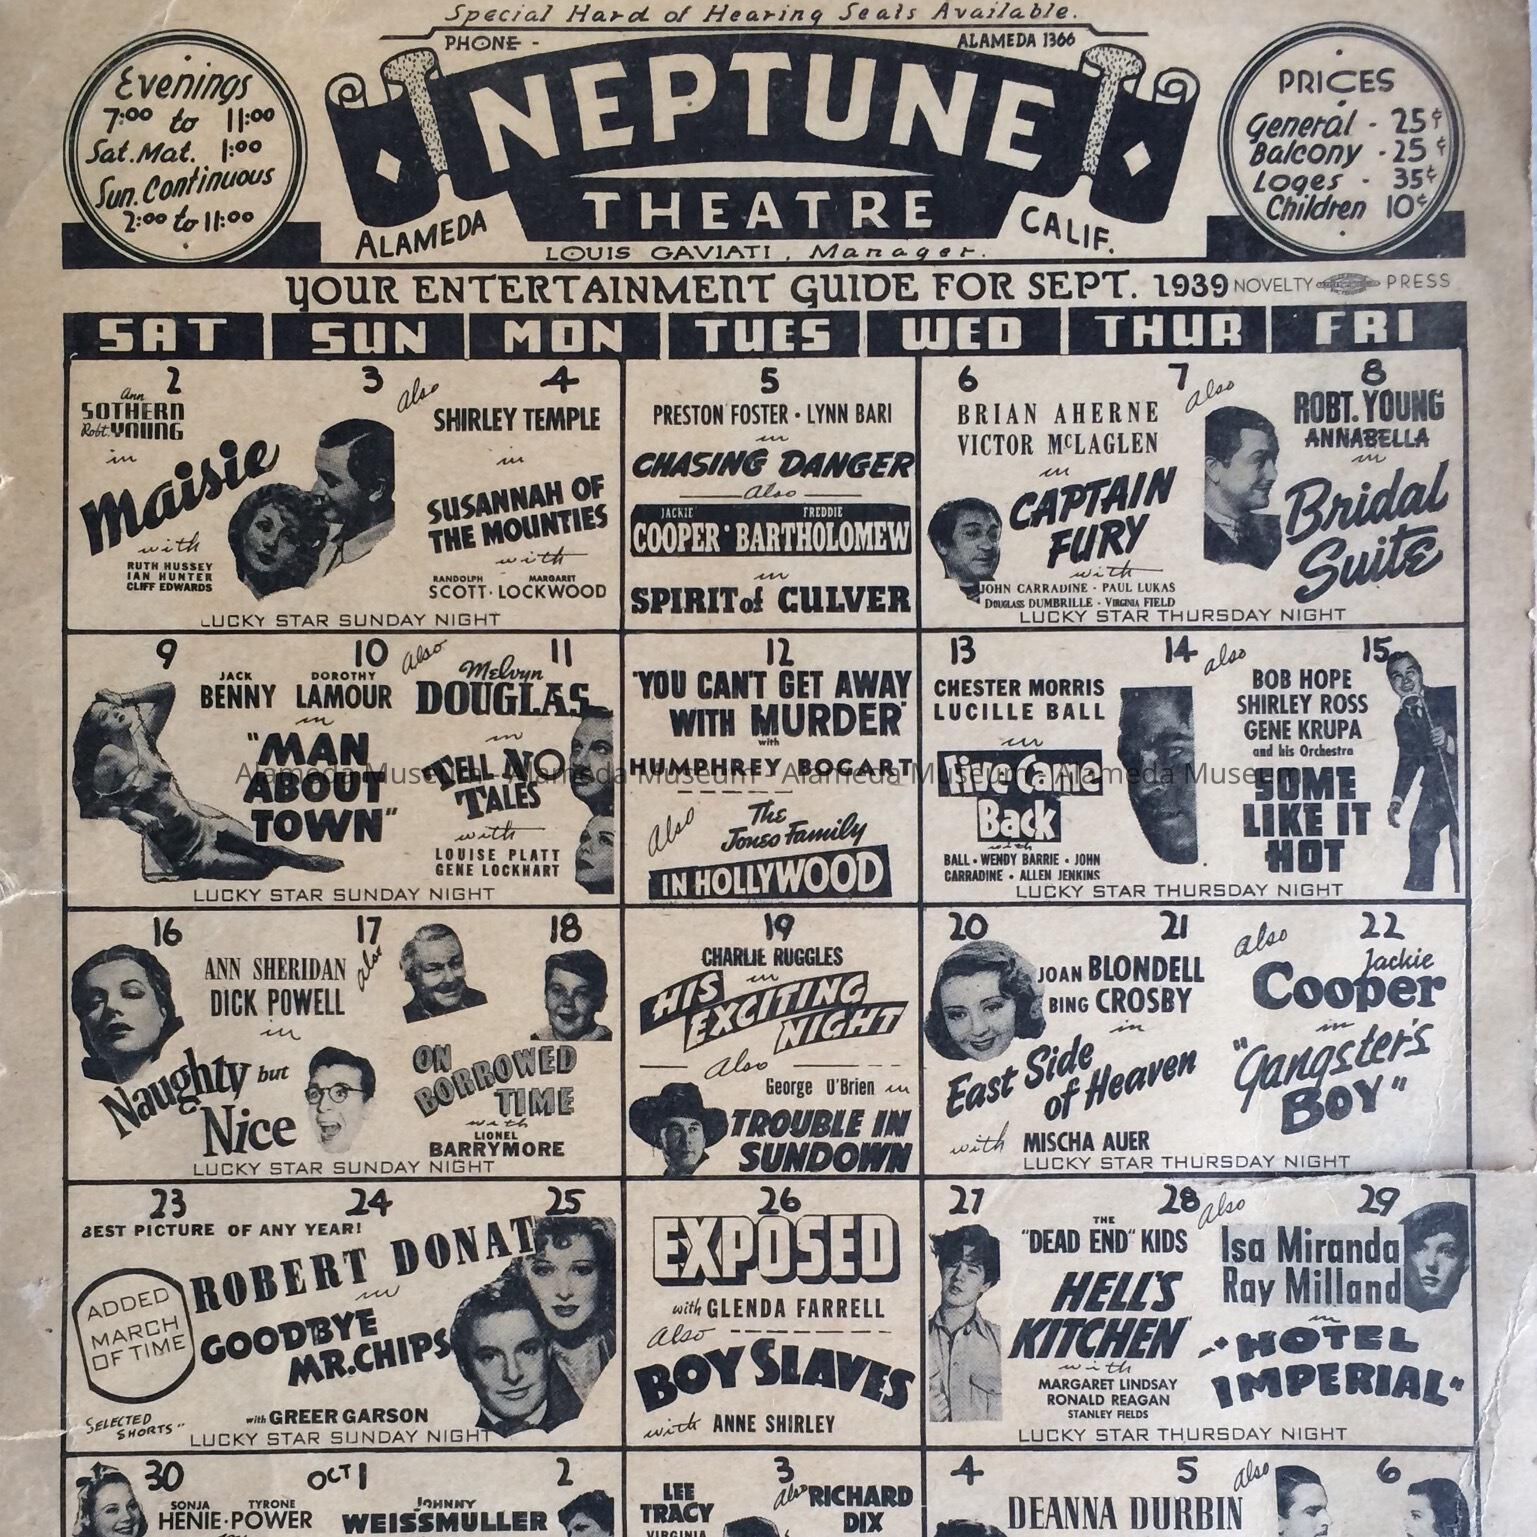 Special Hard of Hearing Seats Available.
PHONE - ALAMEDA 1366
NEPTUNE
THEATRE
ALAMEDA CALIF.
LOUIS GAVIATI, Manager.
Evenings
7:00 to 11:00
Sat. Mat. 1:00
Sun. Continuous
2:00 to 11:00
PRICES
General - 25¢
Balcony - 25¢
Loges - 35¢
Children 10¢
YOUR ENTERTAINMENT GUIDE FOR SEPT. 1939
NOVELTY PRESS
SAT SUN MON TUES WED THUR FRI
2 3 also 4
Ann
SOTHERN
Robt. YOUNG
in
Maisie
with
RUTH HUSSEY
IAN HUNTER
CLIFF EDWARDS
SHIRLEY TEMPLE
in
SUSANNAH OF
THE MOUNTIES
with
RANDOLPH MARGARET
SCOTT · LOCKWOOD
LUCKY STAR SUNDAY NIGHT
5
PRESTON FOSTER · LYNN BARI
in
CHASING DANGER
also
JACKIE FREDDIE
COOPER · BARTHOLOMEW
in
SPIRIT of CULVER
6 7 also 8
BRIAN AHERNE
VICTOR McLAGLEN
in
CAPTAIN
FURY
with
JOHN CARRADINE · PAUL LUKAS
DOUGLASS DUMBRILLE · VIRGINIA FIELD
ROBT. YOUNG
ANNABELLA
in
Bridal
Suite
LUCKY STAR THURSDAY NIGHT
9 10 also 11
JACK DOROTHY
BENNY LAMOUR
in
"MAN
ABOUT
TOWN"
Melvyn
DOUGLAS
in
TELL NO
TALES
with
LOUISE PLATT
GENE LOCKHART
LUCKY STAR SUNDAY NIGHT
12
"YOU CAN'T GET AWAY
WITH MURDER"
with
HUMPHREY BOGART
also
The
Jones Family
IN HOLLYWOOD
13 14 also 15
CHESTER MORRIS
LUCILLE BALL
in
Five Came
Back
with
BALL · WENDY BARRIE · JOHN
CARRADINE · ALLEN JENKINS
BOB HOPE
SHIRLEY ROSS
GENE KRUPA
and his Orchestra
SOME
LIKE IT
HOT
LUCKY STAR THURSDAY NIGHT
Alameda Museum - Alameda Museum - Alameda Museum - Alameda Museum
16 17 also 18
ANN SHERIDAN
DICK POWELL
in
Naughty but
Nice
ON
BORROWED
TIME
with
LIONEL
BARRYMORE
LUCKY STAR SUNDAY NIGHT
19
CHARLIE RUGGLES
in
HIS
EXCITING
NIGHT
also
George O'Brien in
TROUBLE IN
SUNDOWN
20 21 also 22
JOAN BLONDELL
BING CROSBY
in
East Side
of Heaven
with MISCHA AUER
Jackie
Cooper
in
"Gangster's
BOY"
LUCKY STAR THURSDAY NIGHT
23 24 25
BEST PICTURE OF ANY YEAR!
ROBERT DONAT
in
GOODBYE
MR. CHIPS
with GREER GARSON
ADDED
MARCH
OF TIME
"SELECTED
SHORTS"
LUCKY STAR SUNDAY NIGHT
26
EXPOSED
with GLENDA FARRELL
also
BOY SLAVES
with ANNE SHIRLEY
27 28 also 29
THE
"DEAD END" KIDS
HELL'S
KITCHEN
with
MARGARET LINDSAY
RONALD REAGAN
STANLEY FIELDS
Isa Miranda
Ray Milland
in
"HOTEL
IMPERIAL"
LUCKY STAR THURSDAY NIGHT
30 OCT 1 2
SONJA TYRONE
HENIE · POWER
JOHNNY
WEISSMULLER
3
LEE
TRACY
VIRGINIA
also RICHARD
DIX
4 5 also 6
DEANNA DURBIN